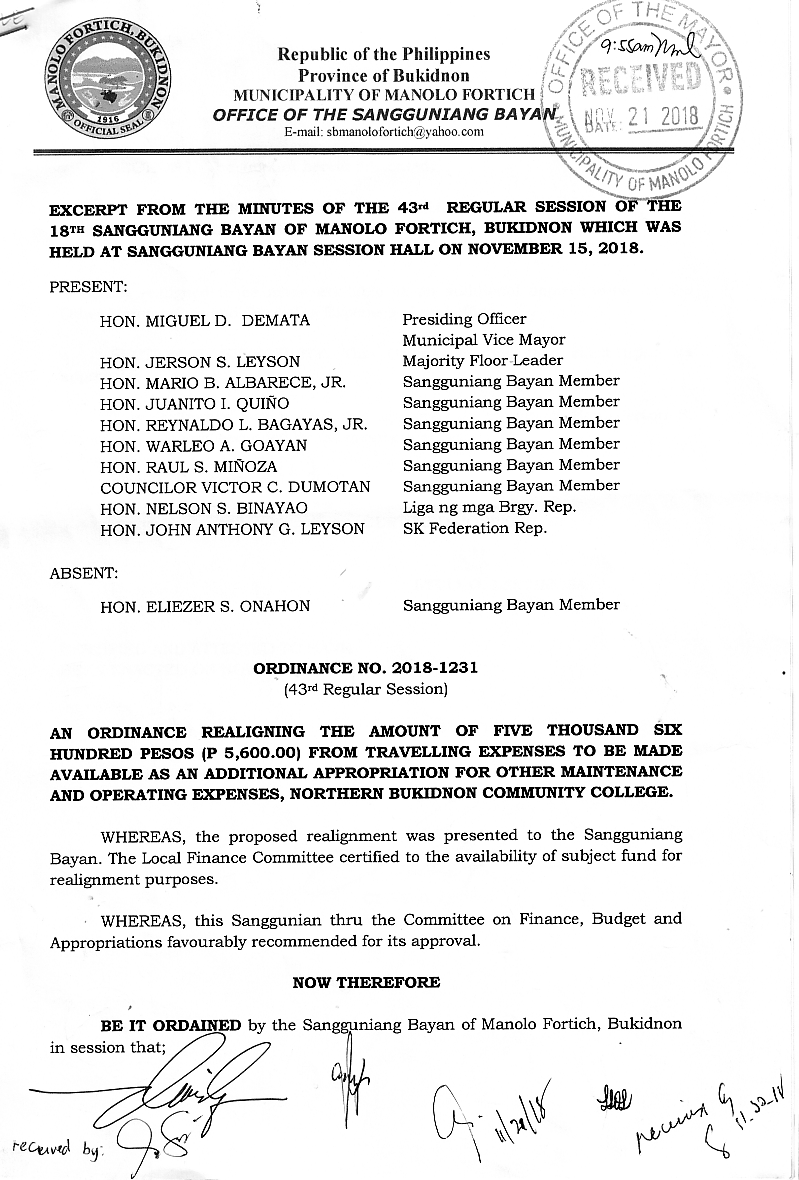 MANOLO FORTICH, BUKIDNON
1916
OFFICIAL SEAL
Republic of the Philippines
Province of Bukidnon
MUNICIPALITY OF MANOLO FORTICH
OFFICE OF THE SANGGUNIANG BAYAN
E-mail: sbmanolofortich@yahoo.com
OFFICE OF THE MAYOR
9:55am
RECEIVED
DATE: NOV 21 2018
MUNICIPALITY OF MANOLO FORTICH
EXCERPT FROM THE MINUTES OF THE 43rd REGULAR SESSION OF THE
18TH SANGGUNIANG BAYAN OF MANOLO FORTICH, BUKIDNON WHICH WAS
HELD AT SANGGUNIANG BAYAN SESSION HALL ON NOVEMBER 15, 2018.
PRESENT:
HON. MIGUEL D. DEMATA Presiding Officer
Municipal Vice Mayor
HON. JERSON S. LEYSON Majority Floor Leader
HON. MARIO B. ALBARECE, JR. Sangguniang Bayan Member
HON. JUANITO I. QUIÑO Sangguniang Bayan Member
HON. REYNALDO L. BAGAYAS, JR. Sangguniang Bayan Member
HON. WARLEO A. GOAYAN Sangguniang Bayan Member
HON. RAUL S. MIÑOZA Sangguniang Bayan Member
COUNCILOR VICTOR C. DUMOTAN Sangguniang Bayan Member
HON. NELSON S. BINAYAO Liga ng mga Brgy. Rep.
HON. JOHN ANTHONY G. LEYSON SK Federation Rep.
ABSENT:
HON. ELIEZER S. ONAHON Sangguniang Bayan Member
ORDINANCE NO. 2018-1231
(43rd Regular Session)
AN ORDINANCE REALIGNING THE AMOUNT OF FIVE THOUSAND SIX
HUNDRED PESOS (P 5,600.00) FROM TRAVELLING EXPENSES TO BE MADE
AVAILABLE AS AN ADDITIONAL APPROPRIATION FOR OTHER MAINTENANCE
AND OPERATING EXPENSES, NORTHERN BUKIDNON COMMUNITY COLLEGE.
WHEREAS, the proposed realignment was presented to the Sangguniang
Bayan. The Local Finance Committee certified to the availability of subject fund for
realignment purposes.
WHEREAS, this Sanggunian thru the Committee on Finance, Budget and
Appropriations favourably recommended for its approval.
NOW THEREFORE
BE IT ORDAINED by the Sangguniang Bayan of Manolo Fortich, Bukidnon
in session that;
received by: